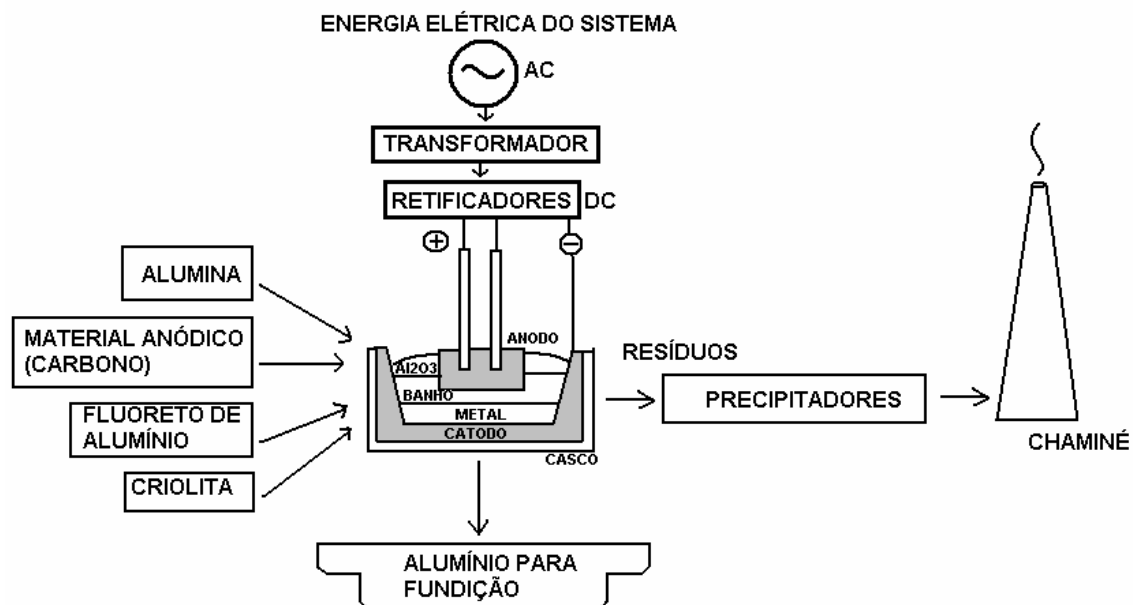 ENERGIA ELÉTRICA DO SISTEMA
AC
TRANSFORMADOR
RETIFICADORES
DC
+
−
ALUMINA
MATERIAL ANÓDICO
(CARBONO)
FLUORETO DE
ALUMÍNIO
CRIOLITA
ANODO
Al2O3
BANHO
METAL
CATODO
CASCO
RESÍDUOS
PRECIPITADORES
CHAMINÉ
ALUMÍNIO PARA
FUNDIÇÃO